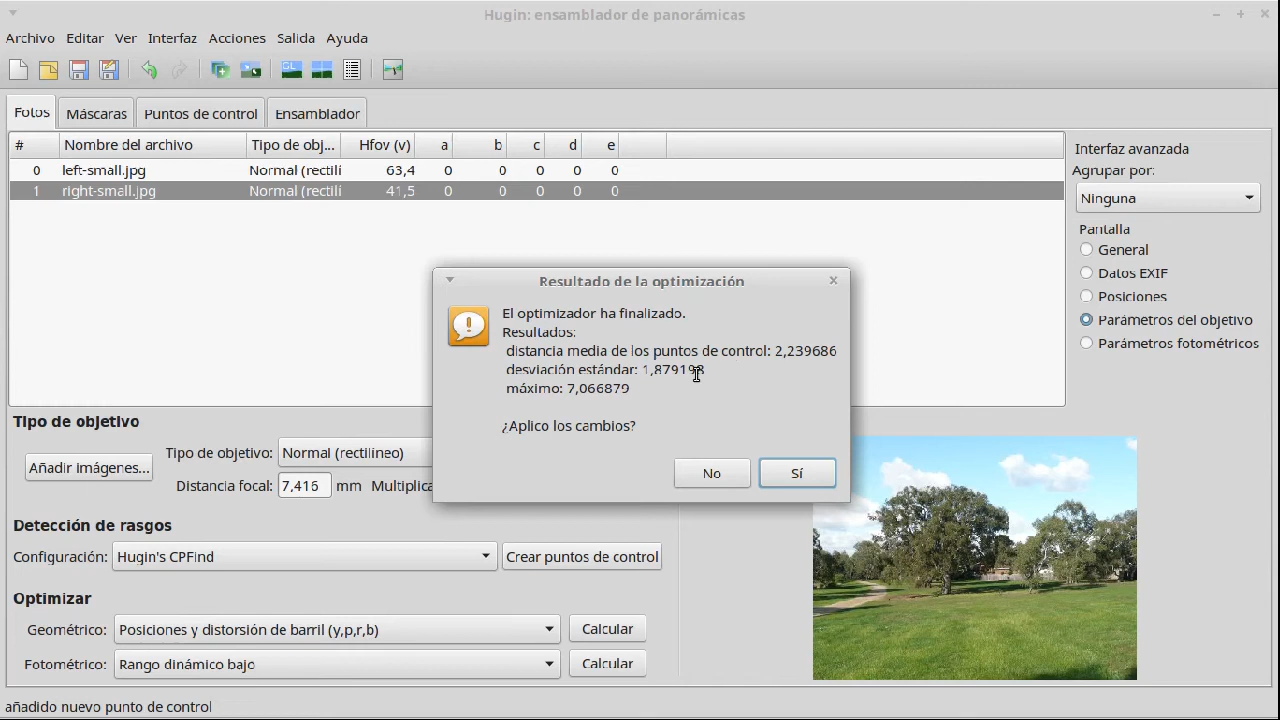 Hugin: ensamblador de panorámicas
Archivo Editar Ver Interfaz Acciones Salida Ayuda
GL
Fotos Máscaras Puntos de control Ensamblador
# Nombre del archivo Tipo de obj... Hfov (v) a b c d e
0 left-small.jpg Normal (rectili 63,4 0 0 0 0 0
1 right-small.jpg Normal (rectili 41,5 0 0 0 0 0
Interfaz avanzada
Agrupar por:
Ninguna
Pantalla
General
Datos EXIF
Posiciones
Parámetros del objetivo
Parámetros fotométricos
Resultado de la optimización
El optimizador ha finalizado.
Resultados:
distancia media de los puntos de control: 2,239686
desviación estándar:
máximo: 7,066879
¿Aplico los cambios?
No Sí
Tipo de objetivo
Añadir imágenes... Tipo de objetivo: Normal (rectilíneo)
Distancia focal: 7,416 mm Multiplica
Detección de rasgos
Configuración: Hugin's CPFind Crear puntos de control
Optimizar
Geométrico: Posiciones y distorsión de barril (y,p,r,b) Calcular
Fotométrico: Rango dinámico bajo Calcular
añadido nuevo punto de control